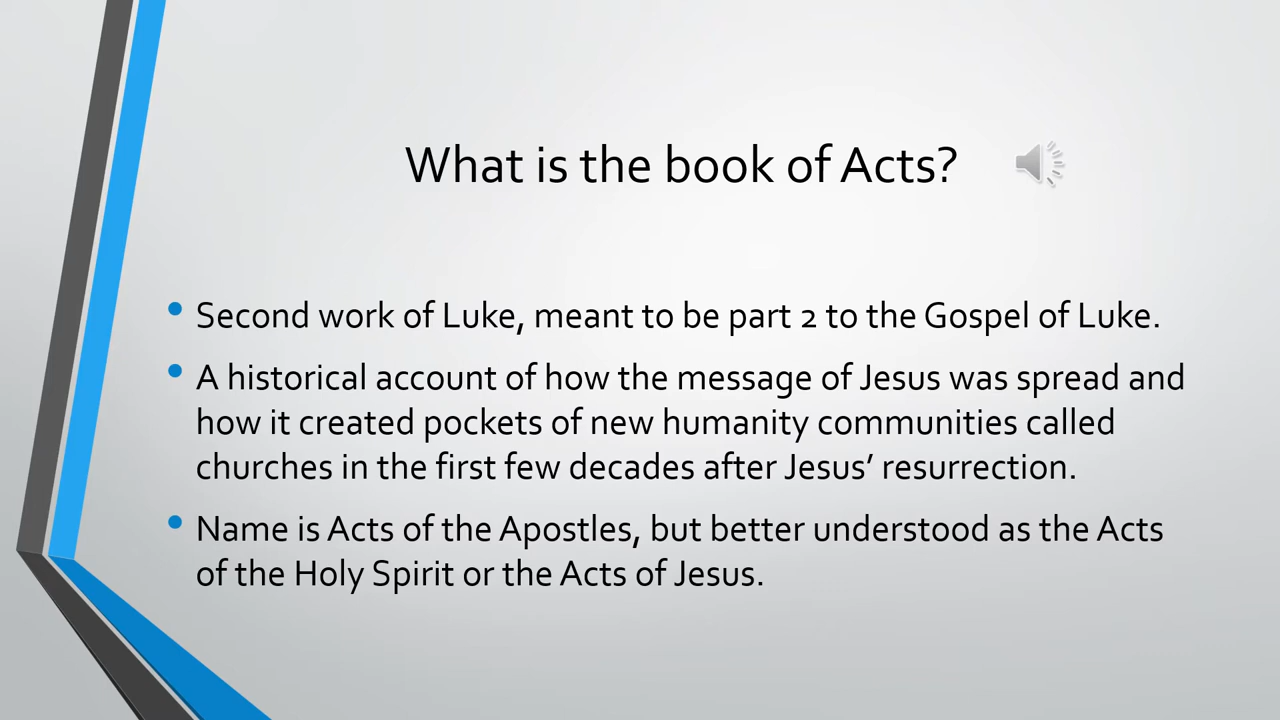 What is the book of Acts?
• Second work of Luke, meant to be part 2 to the Gospel of Luke.
• A historical account of how the message of Jesus was spread and
how it created pockets of new humanity communities called
churches in the first few decades after Jesus’ resurrection.
• Name is Acts of the Apostles, but better understood as the Acts
of the Holy Spirit or the Acts of Jesus.